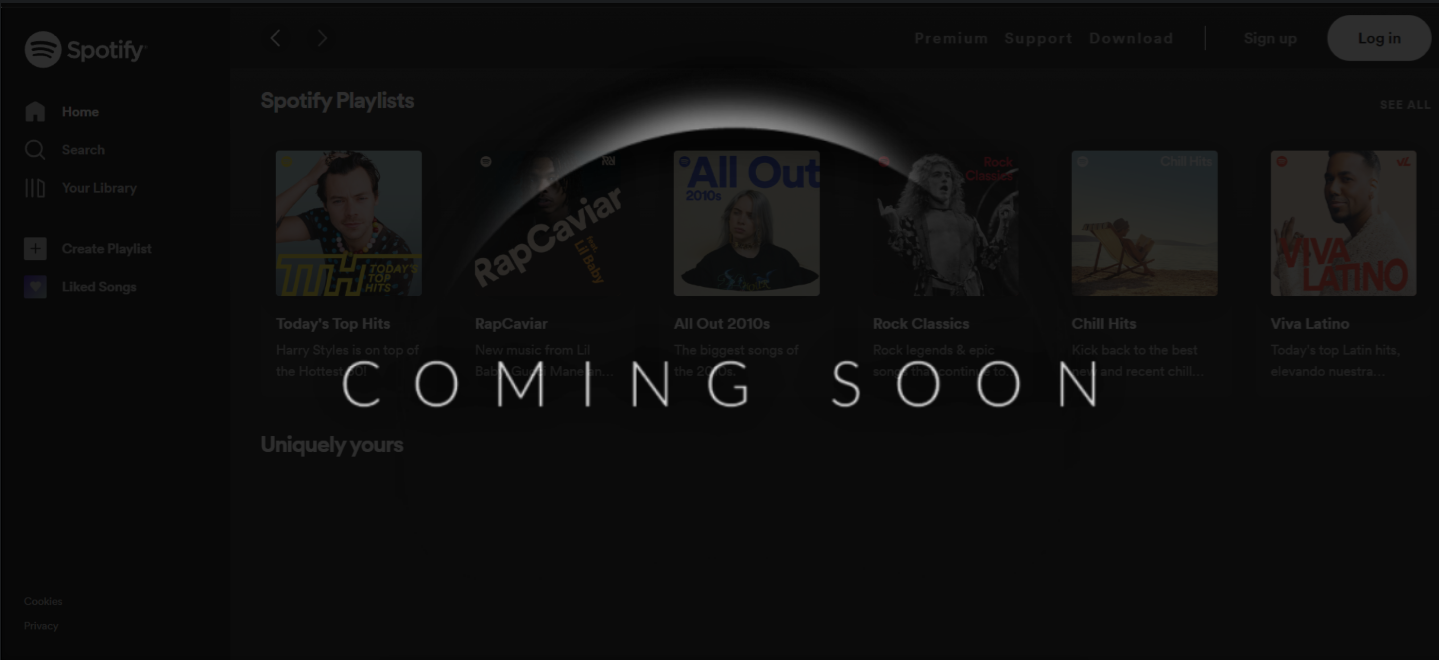 Spotify
Home
Search
Your Library
Create Playlist
Liked Songs
Cookies
Privacy
Premium Support Download Sign up Log in
Spotify Playlists
SEE ALL
TTH TODAY'S TOP HITS
Today's Top Hits
Harry Styles is on top of
the Hottest 50!
RapCaviar
Lil Baby
RapCaviar
New music from Lil
All Out
2010s
All Out 2010s
The biggest songs of
the 2010s.
Rock
Classics
Rock Classics
Rock legends & epic
songs that continue to...
Chill Hits
Chill Hits
Kick back to the best
new and recent chill...
VIVA
LATINO
Viva Latino
Today's top Latin hits,
elevando nuestra...
COMING SOON
Uniquely yours